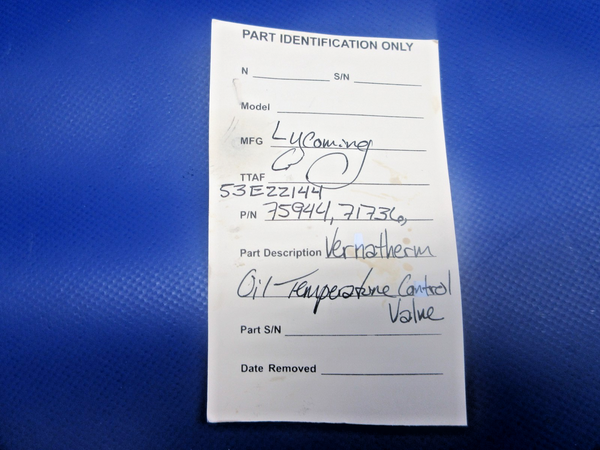 PART IDENTIFICATION ONLY
N S/N
Model
MFG Lycoming
TTAF
53E22144
P/N 75944, 71736,
Part Description Vernatherm
Oil Temperature Control
Valve
Part S/N
Date Removed